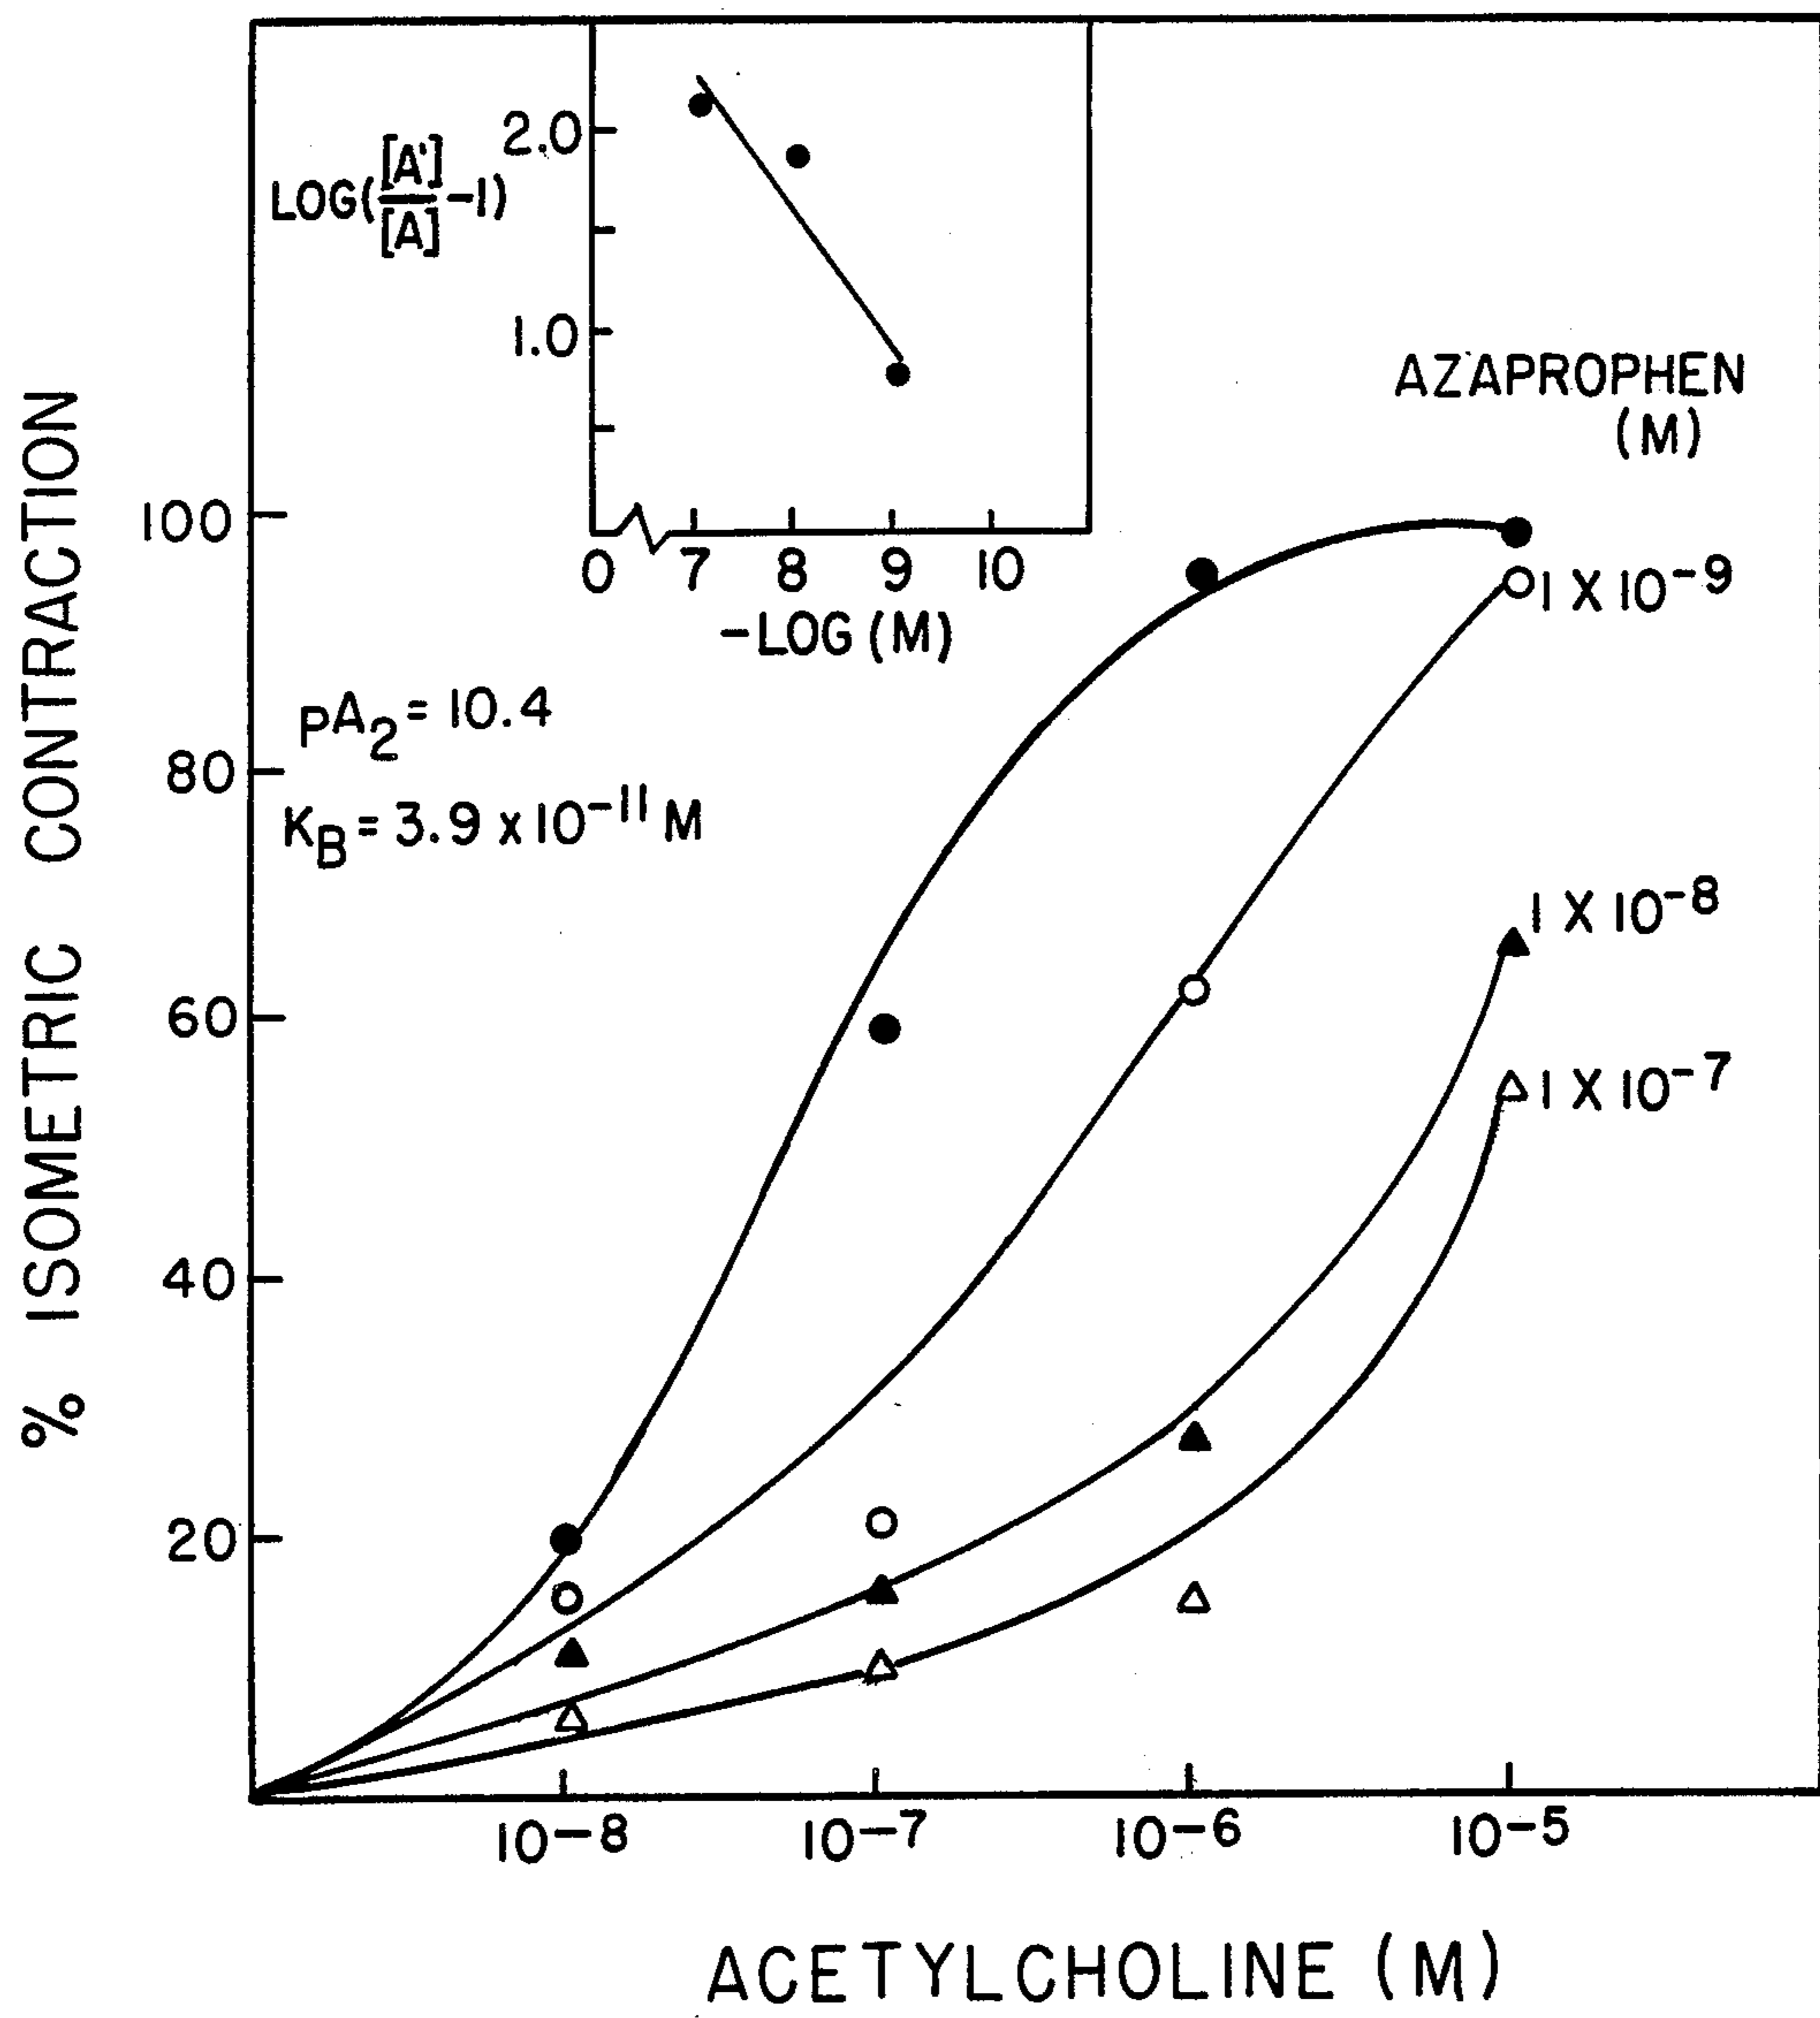 % ISOMETRIC CONTRACTION
100
80
60
40
20
LOG([A']/[A]-1)
2.0
1.0
0 7 8 9 10
-LOG (M)
pA₂ = 10.4
K_B = 3.9 x 10⁻¹¹ M
AZAPROPHEN
(M)
1 X 10⁻⁹
1 X 10⁻⁸
1 X 10⁻⁷
10⁻⁸ 10⁻⁷ 10⁻⁶ 10⁻⁵
ACETYLCHOLINE (M)